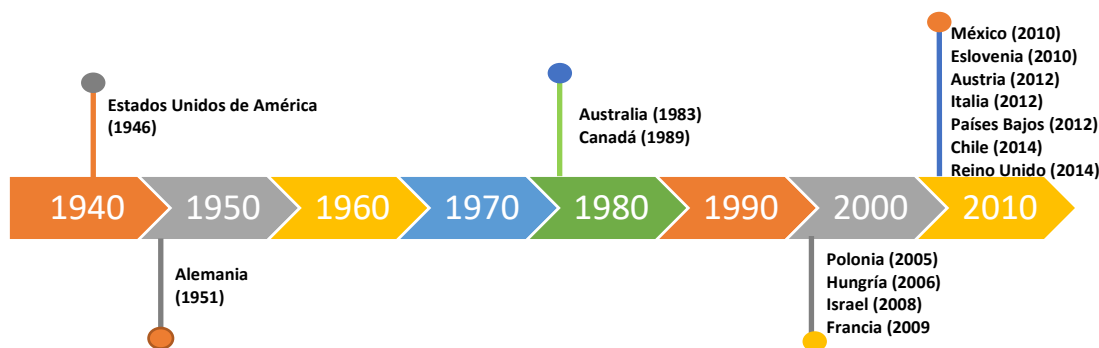 México (2010)
Eslovenia (2010)
Austria (2012)
Italia (2012)
Países Bajos (2012)
Chile (2014)
Reino Unido (2014)
Estados Unidos de América
(1946)
Australia (1983)
Canadá (1989)
1940 1950 1960 1970 1980 1990 2000 2010
Alemania
(1951)
Polonia (2005)
Hungría (2006)
Israel (2008)
Francia (2009